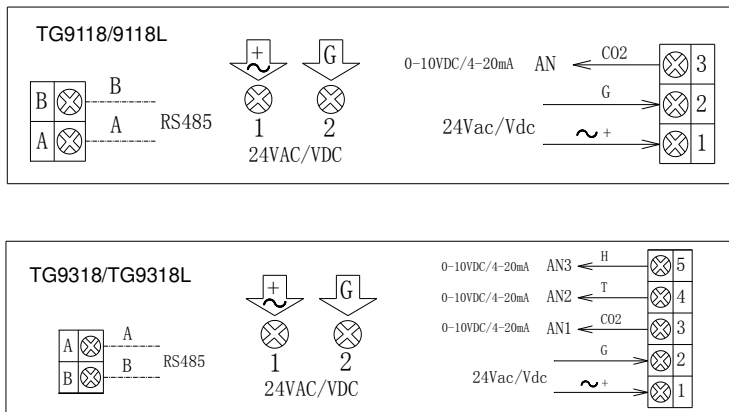 TG9118/9118L
B B
A A RS485
+ G
~
1 2
24VAC/VDC
0-10VDC/4-20mA AN CO2 3
G 2
24Vac/Vdc ~+ 1
TG9318/TG9318L
A A
B B RS485
+ G
~
1 2
24VAC/VDC
0-10VDC/4-20mA AN3 H 5
0-10VDC/4-20mA AN2 T 4
0-10VDC/4-20mA AN1 CO2 3
G 2
24Vac/Vdc ~+ 1